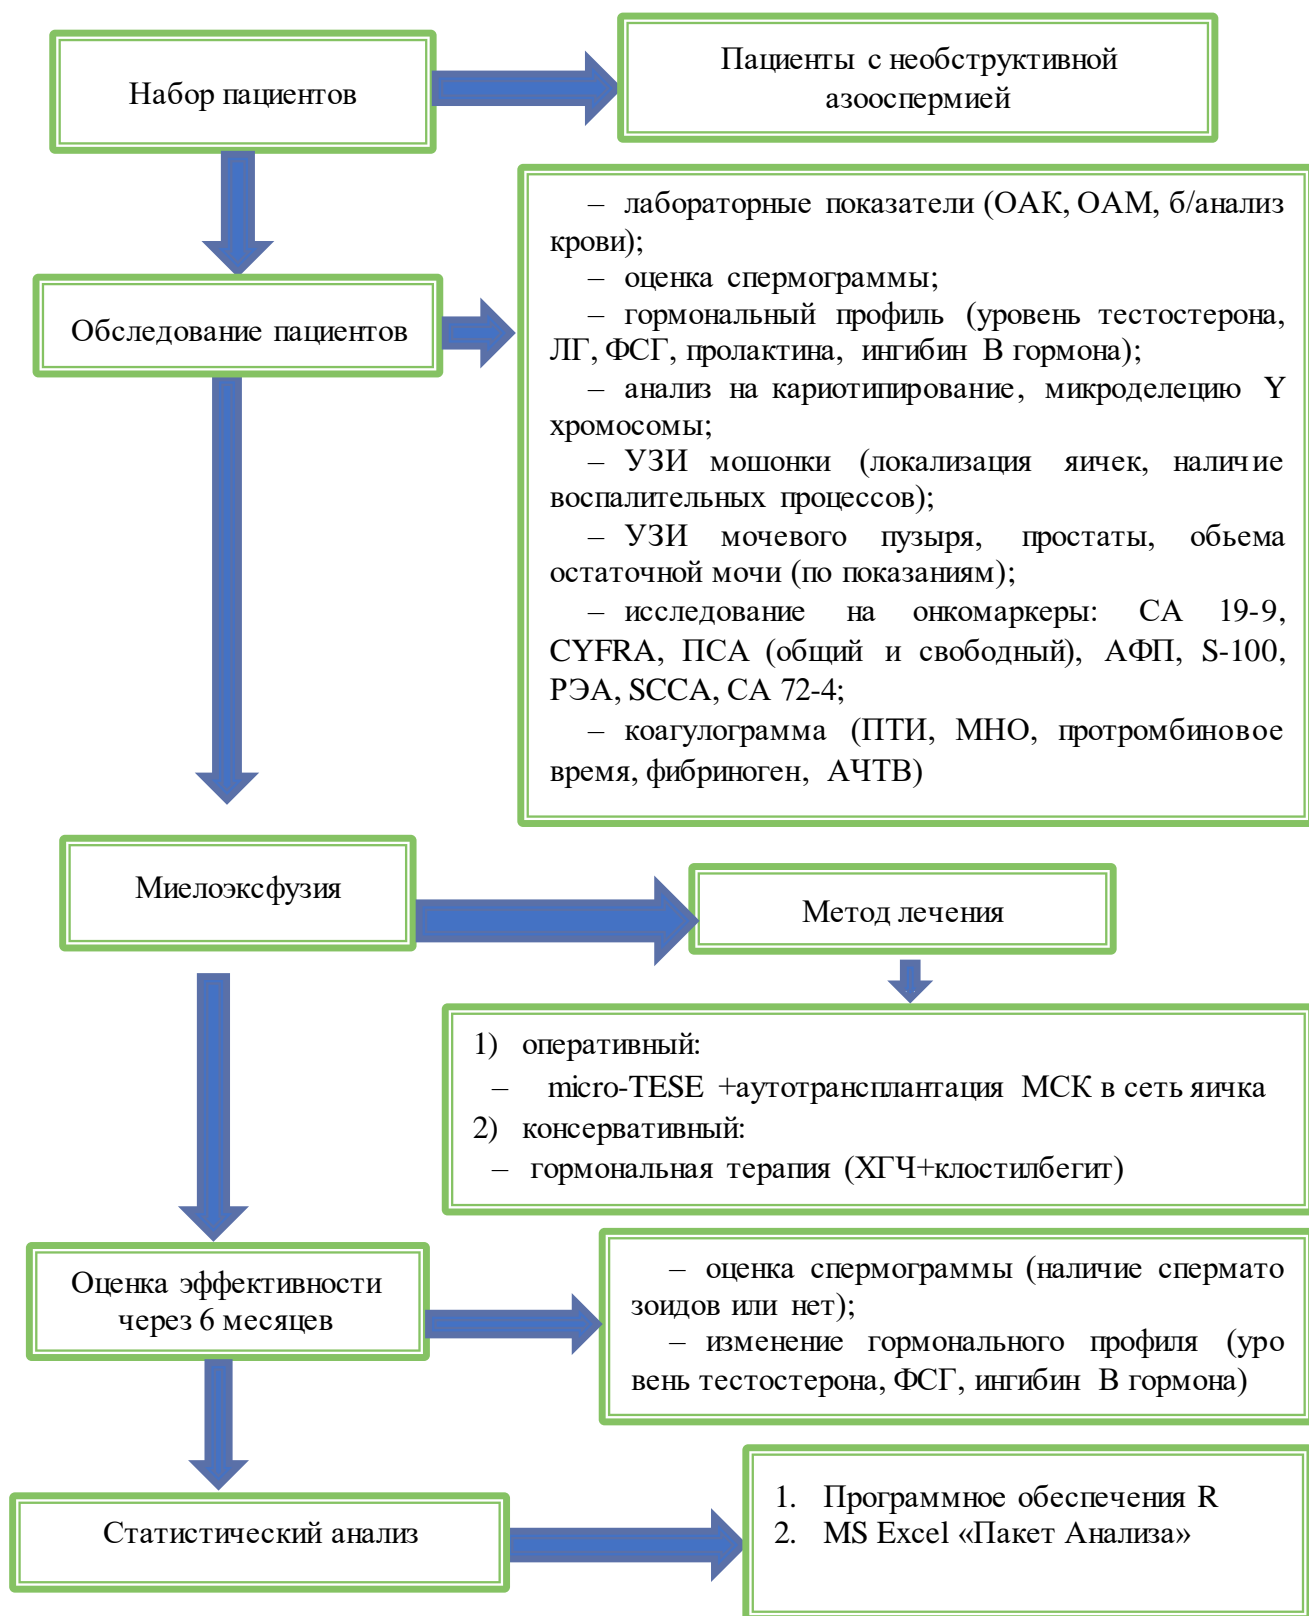 Набор пациентов
Пациенты с необструктивной
азооспермией
– лабораторные показатели (ОАК, ОАМ, б/анализ
крови);
– оценка спермограммы;
– гормональный профиль (уровень тестостерона,
ЛГ, ФСГ, пролактина, ингибин В гормона);
– анализ на кариотипирование, микроделецию Y
хромосомы;
– УЗИ мошонки (локализация яичек, наличие
воспалительных процессов);
– УЗИ мочевого пузыря, простаты, обьема
остаточной мочи (по показаниям);
– исследование на онкомаркеры: СА 19-9,
CYFRA, ПСА (общий и свободный), АФП, S-100,
РЭА, SCCA, СА 72-4;
– коагулограмма (ПТИ, МНО, протромбиновое
время, фибриноген, АЧТВ)
Обследование пациентов
Миелоэксфузия
Метод лечения
1) оперативный:
– micro-TESE +аутотрансплантация МСК в сеть яичка
2) консервативный:
– гормональная терапия (ХГЧ+клостилбегит)
Оценка эффективности
через 6 месяцев
– оценка спермограммы (наличие спермато
зоидов или нет);
– изменение гормонального профиля (уро
вень тестостерона, ФСГ, ингибин В гормона)
Статистический анализ
1. Программное обеспечения R
2. MS Excel «Пакет Анализа»